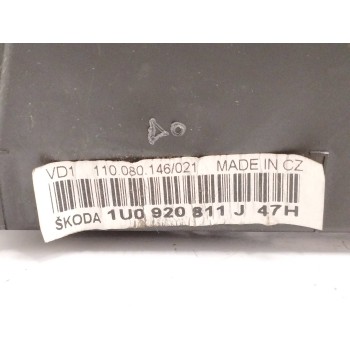 VD1 110.080.146/021 MADE IN CZ
ŠKODA 1U0 920 811 J 47H